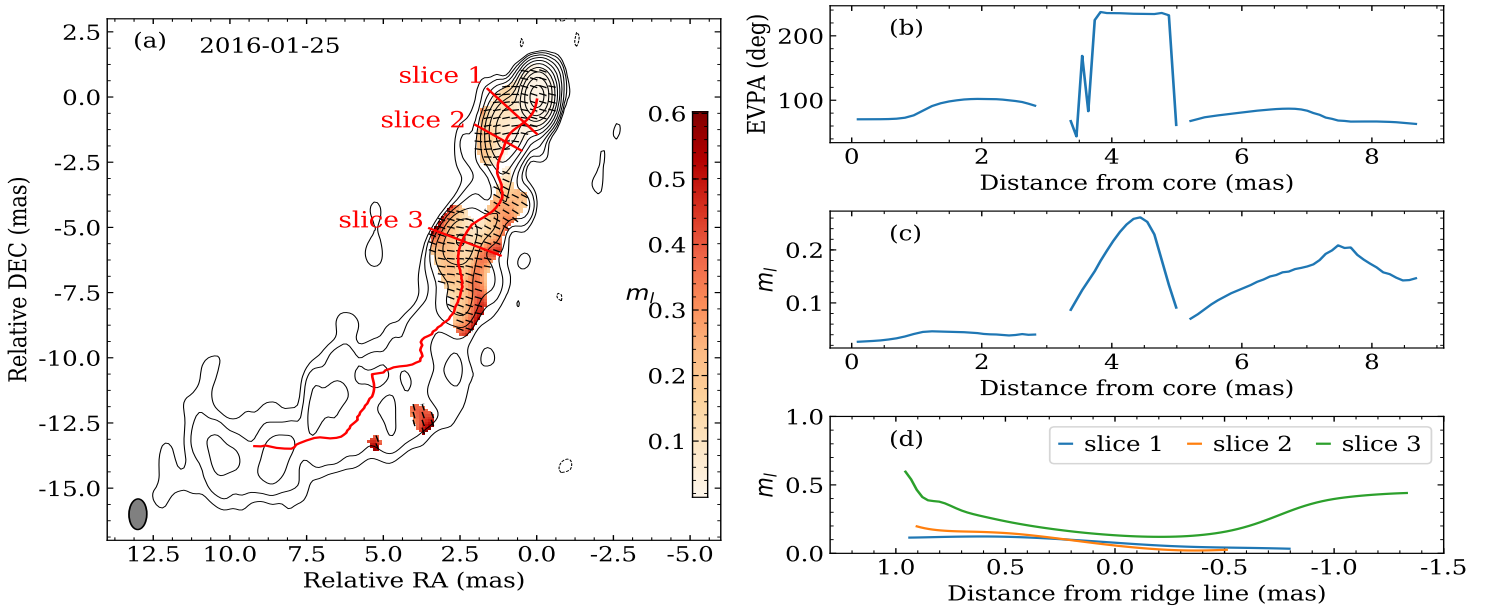 (a) 2016-01-25
slice 1
slice 2
slice 3
2.5
0.0
-2.5
-5.0
-7.5
-10.0
-12.5
-15.0
Relative DEC (mas)
12.5 10.0 7.5 5.0 2.5 0.0 -2.5 -5.0
Relative RA (mas)
m_l
0.6
0.5
0.4
0.3
0.2
0.1
(b)
EVPA (deg)
200
100
0 2 4 6 8
Distance from core (mas)
(c)
m_l
0.2
0.1
0 2 4 6 8
Distance from core (mas)
(d)
slice 1 slice 2 slice 3
m_l
1.0
0.5
0.0
1.0 0.5 0.0 -0.5 -1.0 -1.5
Distance from ridge line (mas)